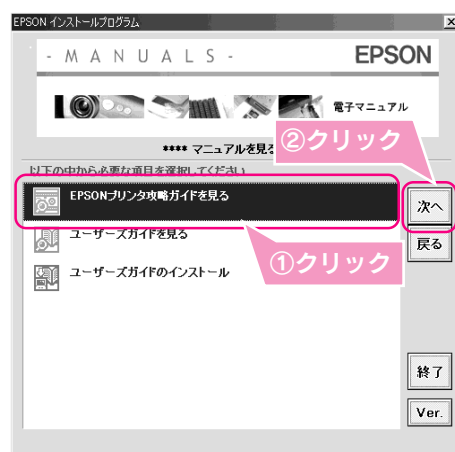 EPSON インストールプログラム
- MANUALS -
EPSON
電子マニュアル
**** マニュアルを見
②クリック
以下の中から必要な項目を選択してください
EPSONプリンタ攻略ガイドを見る
次へ
ユーザーズガイドを見る
戻る
①クリック
ユーザーズガイドのインストール
終了
Ver.